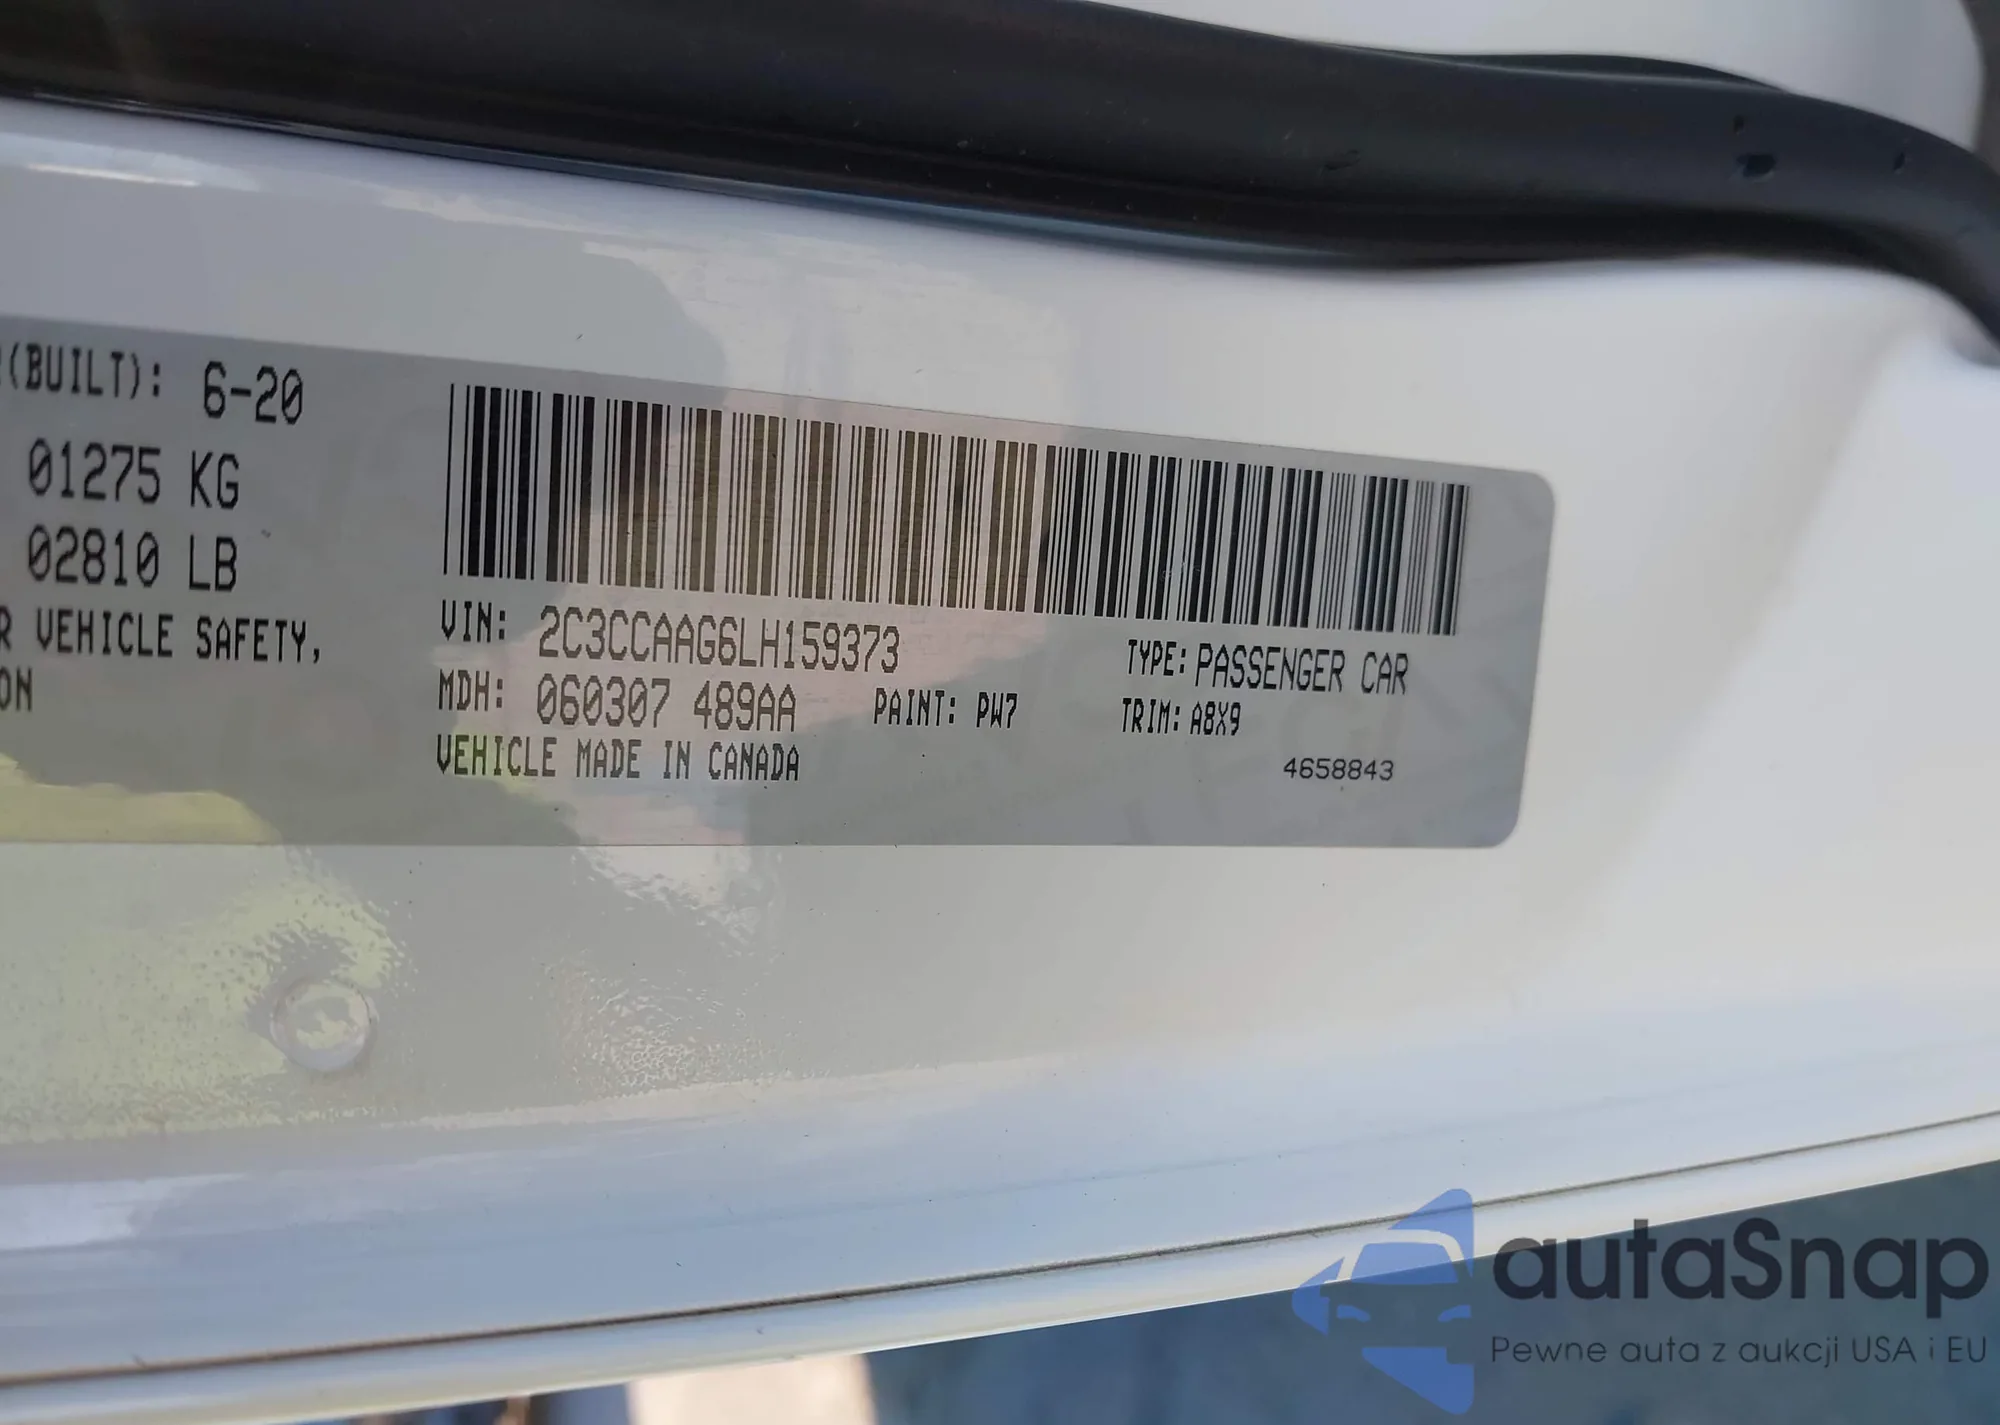 (BUILT): 6-20
01275 KG
02810 LB
R VEHICLE SAFETY,
ON
VIN: 2C3CCAAG6LH159373
TYPE: PASSENGER CAR
MDH: 060307 489AA
PAINT: PW7
TRIM: A8X9
VEHICLE MADE IN CANADA
4658843
autaSnap
Pewne auta z aukcji USA i EU